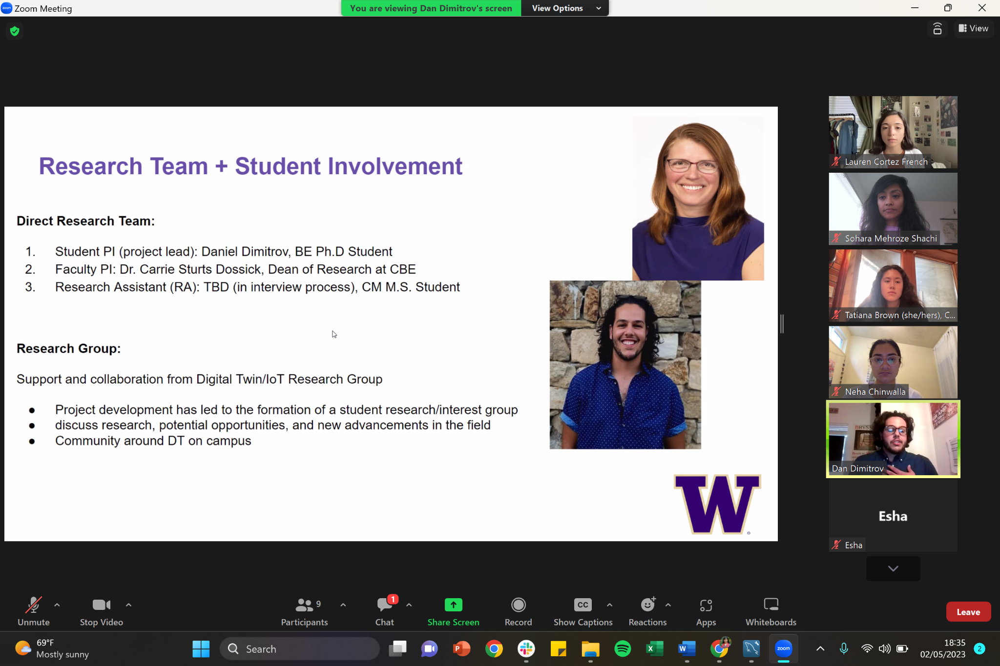 Zoom Meeting
You are viewing Dan Dimitrov's screen
View Options
View
Research Team + Student Involvement
Direct Research Team:
1. Student PI (project lead): Daniel Dimitrov, BE Ph.D Student
2. Faculty PI: Dr. Carrie Sturts Dossick, Dean of Research at CBE
3. Research Assistant (RA): TBD (in interview process), CM M.S. Student
Research Group:
Support and collaboration from Digital Twin/IoT Research Group
● Project development has led to the formation of a student research/interest group
● discuss research, potential opportunities, and new advancements in the field
● Community around DT on campus
W
Lauren Cortez French
Sohara Mehroze Shachi
Tatiana Brown (she/hers), C...
Neha Chinwalla
Dan Dimitrov
Esha
Esha
Unmute
Stop Video
9
Participants
1
Chat
Share Screen
Record
CC
Show Captions
Reactions
Apps
Whiteboards
Leave
69°F
Mostly sunny
Search
P
X
W
zoom
18:35
02/05/2023
2